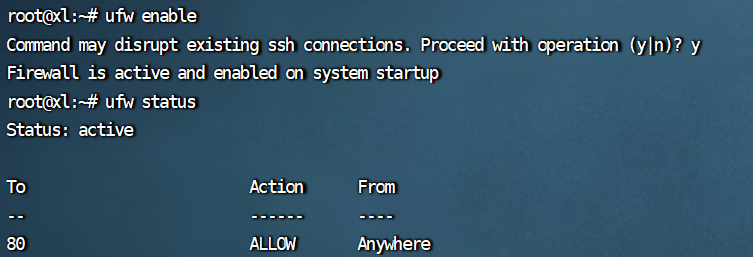 root@xl:~# ufw enable
Command may disrupt existing ssh connections. Proceed with operation (y|n)? y
Firewall is active and enabled on system startup
root@xl:~# ufw status
Status: active
To Action From
-- ------ ----
80 ALLOW Anywhere